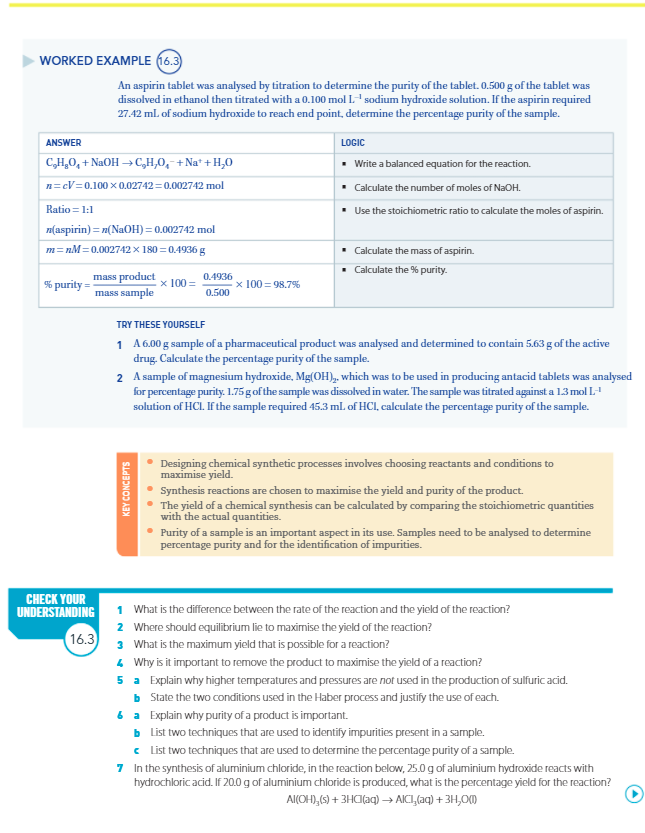 WORKED EXAMPLE 16.3
An aspirin tablet was analysed by titration to determine the purity of the tablet. 0.500 g of the tablet was
dissolved in ethanol then titrated with a 0.100 mol L⁻¹ sodium hydroxide solution. If the aspirin required
27.42 mL of sodium hydroxide to reach end point, determine the percentage purity of the sample.
ANSWER LOGIC
C₉H₈O₄ + NaOH → C₉H₇O₄⁻ + Na⁺ + H₂O ▪ Write a balanced equation for the reaction.
n = cV = 0.100 × 0.02742 = 0.002742 mol ▪ Calculate the number of moles of NaOH.
Ratio = 1:1 ▪ Use the stoichiometric ratio to calculate the moles of aspirin.
n(aspirin) = n(NaOH) = 0.002742 mol
m = nM = 0.002742 × 180 = 0.4936 g ▪ Calculate the mass of aspirin.
% purity = mass product / mass sample × 100 = 0.4936 / 0.500 × 100 = 98.7% ▪ Calculate the % purity.
TRY THESE YOURSELF
1 A 6.00 g sample of a pharmaceutical product was analysed and determined to contain 5.63 g of the active
drug. Calculate the percentage purity of the sample.
2 A sample of magnesium hydroxide, Mg(OH)₂, which was to be used in producing antacid tablets was analysed
for percentage purity. 1.75 g of the sample was dissolved in water. The sample was titrated against a 1.3 mol L⁻¹
solution of HCl. If the sample required 45.3 mL of HCl, calculate the percentage purity of the sample.
KEY CONCEPTS
• Designing chemical synthetic processes involves choosing reactants and conditions to
maximise yield.
• Synthesis reactions are chosen to maximise the yield and purity of the product.
• The yield of a chemical synthesis can be calculated by comparing the stoichiometric quantities
with the actual quantities.
• Purity of a sample is an important aspect in its use. Samples need to be analysed to determine
percentage purity and for the identification of impurities.
CHECK YOUR
UNDERSTANDING
16.3
1 What is the difference between the rate of the reaction and the yield of the reaction?
2 Where should equilibrium lie to maximise the yield of the reaction?
3 What is the maximum yield that is possible for a reaction?
4 Why is it important to remove the product to maximise the yield of a reaction?
5 a Explain why higher temperatures and pressures are not used in the production of sulfuric acid.
b State the two conditions used in the Haber process and justify the use of each.
6 a Explain why purity of a product is important.
b List two techniques that are used to identify impurities present in a sample.
c List two techniques that are used to determine the percentage purity of a sample.
7 In the synthesis of aluminium chloride, in the reaction below, 25.0 g of aluminium hydroxide reacts with
hydrochloric acid. If 20.0 g of aluminium chloride is produced, what is the percentage yield for the reaction?
Al(OH)₃(s) + 3HCl(aq) → AlCl₃(aq) + 3H₂O(l)